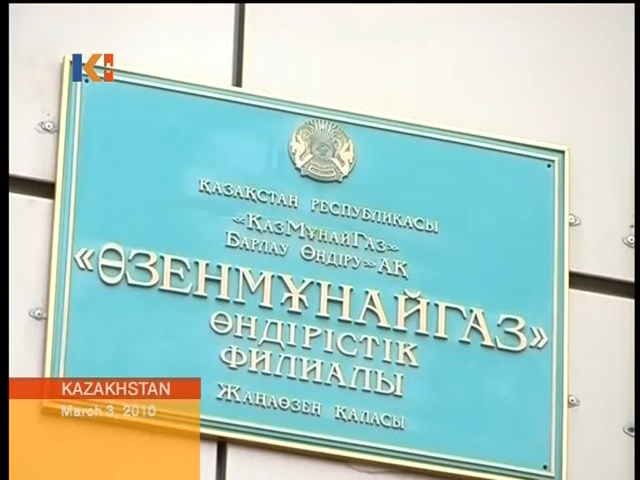 K+
ҚАЗАҚСТАН РЕСПУБЛИКАСЫ
«ҚазМұнайГаз»
Барлау Өндіру» АҚ
«ӨЗЕНМҰНАЙГАЗ»
ӨНДІРІСТІК
ФИЛИАЛЫ
Жаңаөзен қаласы
KAZAKHSTAN
March 3, 2010